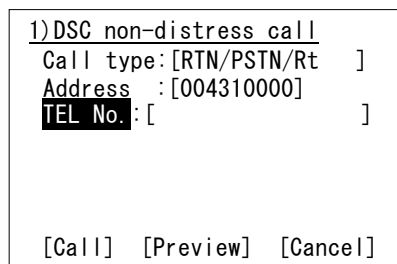 1)DSC non-distress call
Call type:[RTN/PSTN/Rt   ]
Address  :[004310000]
TEL No.:[                ]
[Call]  [Preview]  [Cancel]